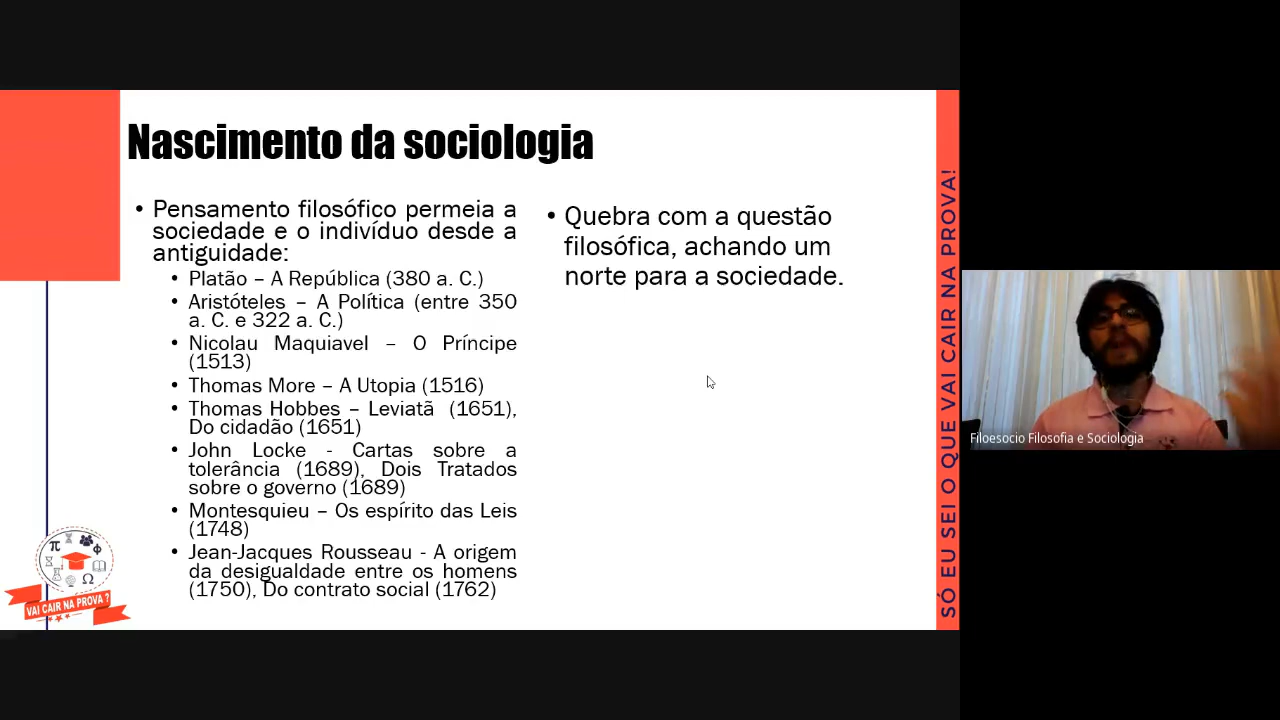 Nascimento da sociologia
• Pensamento filosófico permeia a
sociedade e o indivíduo desde a
antiguidade:
• Platão – A República (380 a. C.)
• Aristóteles – A Política (entre 350
a. C. e 322 a. C.)
• Nicolau Maquiavel – O Príncipe
(1513)
• Thomas More – A Utopia (1516)
• Thomas Hobbes – Leviatã (1651),
Do cidadão (1651)
• John Locke - Cartas sobre a
tolerância (1689), Dois Tratados
sobre o governo (1689)
• Montesquieu – Os espírito das Leis
(1748)
• Jean-Jacques Rousseau - A origem
da desigualdade entre os homens
(1750), Do contrato social (1762)
• Quebra com a questão
filosófica, achando um
norte para a sociedade.
VAI CAIR NA PROVA ?
SÓ EU SEI O QUE VAI CAIR NA PROVA!
Filoesocio Filosofia e Sociologia